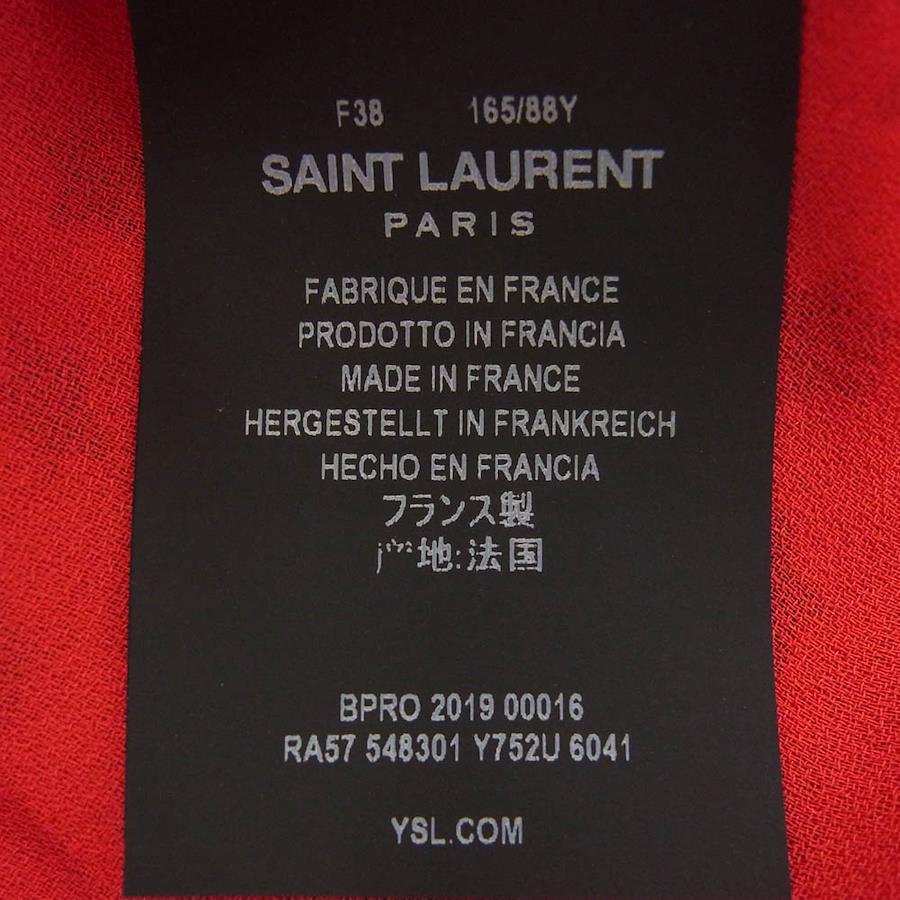 F38 165/88Y
SAINT LAURENT
PARIS
FABRIQUE EN FRANCE
PRODOTTO IN FRANCIA
MADE IN FRANCE
HERGESTELLT IN FRANKREICH
HECHO EN FRANCIA
フランス製
地:法国
BPRO 2019 00016
RA57 548301 Y752U 6041
YSL.COM